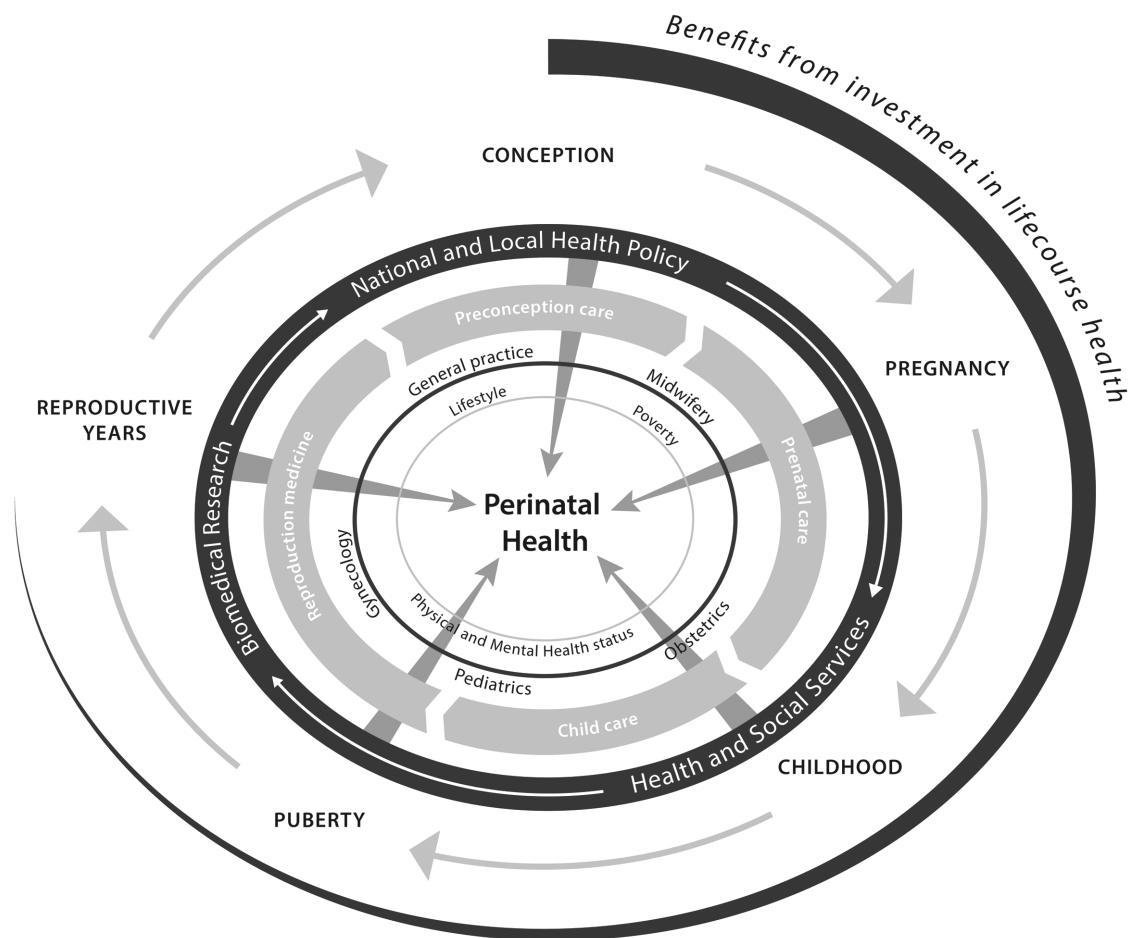 Benefits from investment in lifecourse health
CONCEPTION
National and Local Health Policy
Preconception care
General practice
Midwifery
PREGNANCY
Lifestyle
Poverty
REPRODUCTIVE
YEARS
Reproduction medicine
Prenatal care
Biomedical Research
Perinatal
Health
Gynecology
Physical and Mental Health status
Obstetrics
Pediatrics
Child care
Health and Social Services
CHILDHOOD
PUBERTY